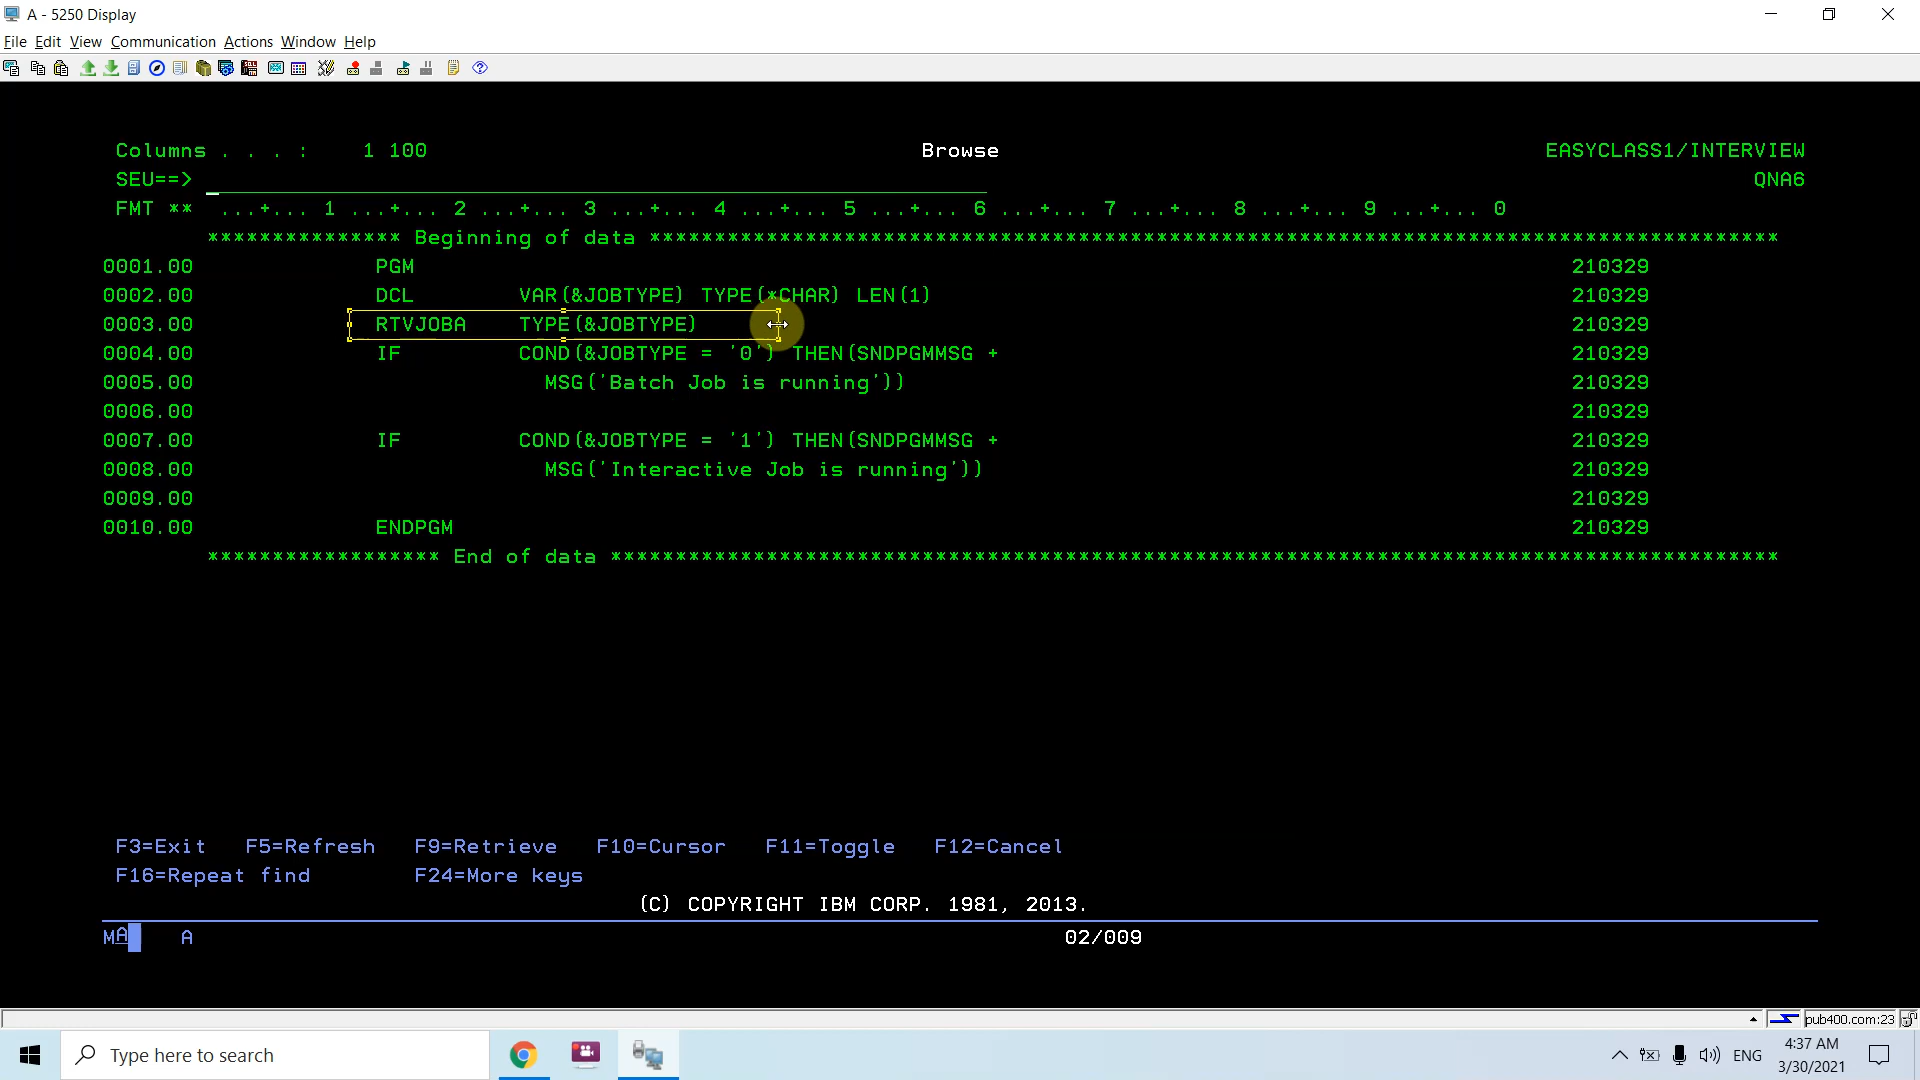 A - 5250 Display
File Edit View Communication Actions Window Help
Columns . . . :    1 100    Browse    EASYCLASS1/INTERVIEW
SEU==>    QNA6
FMT **  ...+... 1 ...+... 2 ...+... 3 ...+... 4 ...+... 5 ...+... 6 ...+... 7 ...+... 8 ...+... 9 ...+... 0
*************** Beginning of data ***************************************************************************************
0001.00    PGM    210329
0002.00    DCL    VAR(&JOBTYPE) TYPE(*CHAR) LEN(1)    210329
0003.00    RTVJOBA    TYPE(&JOBTYPE)    210329
0004.00    IF    COND(&JOBTYPE = '0') THEN(SNDPGMMSG +    210329
0005.00    MSG('Batch Job is running'))    210329
0006.00    210329
0007.00    IF    COND(&JOBTYPE = '1') THEN(SNDPGMMSG +    210329
0008.00    MSG('Interactive Job is running'))    210329
0009.00    210329
0010.00    ENDPGM    210329
****************** End of data ******************************************************************************************
F3=Exit   F5=Refresh   F9=Retrieve   F10=Cursor   F11=Toggle   F12=Cancel
F16=Repeat find    F24=More keys
(C) COPYRIGHT IBM CORP. 1981, 2013.
MA    A    02/009
pub400.com:23
Type here to search
ENG
4:37 AM
3/30/2021